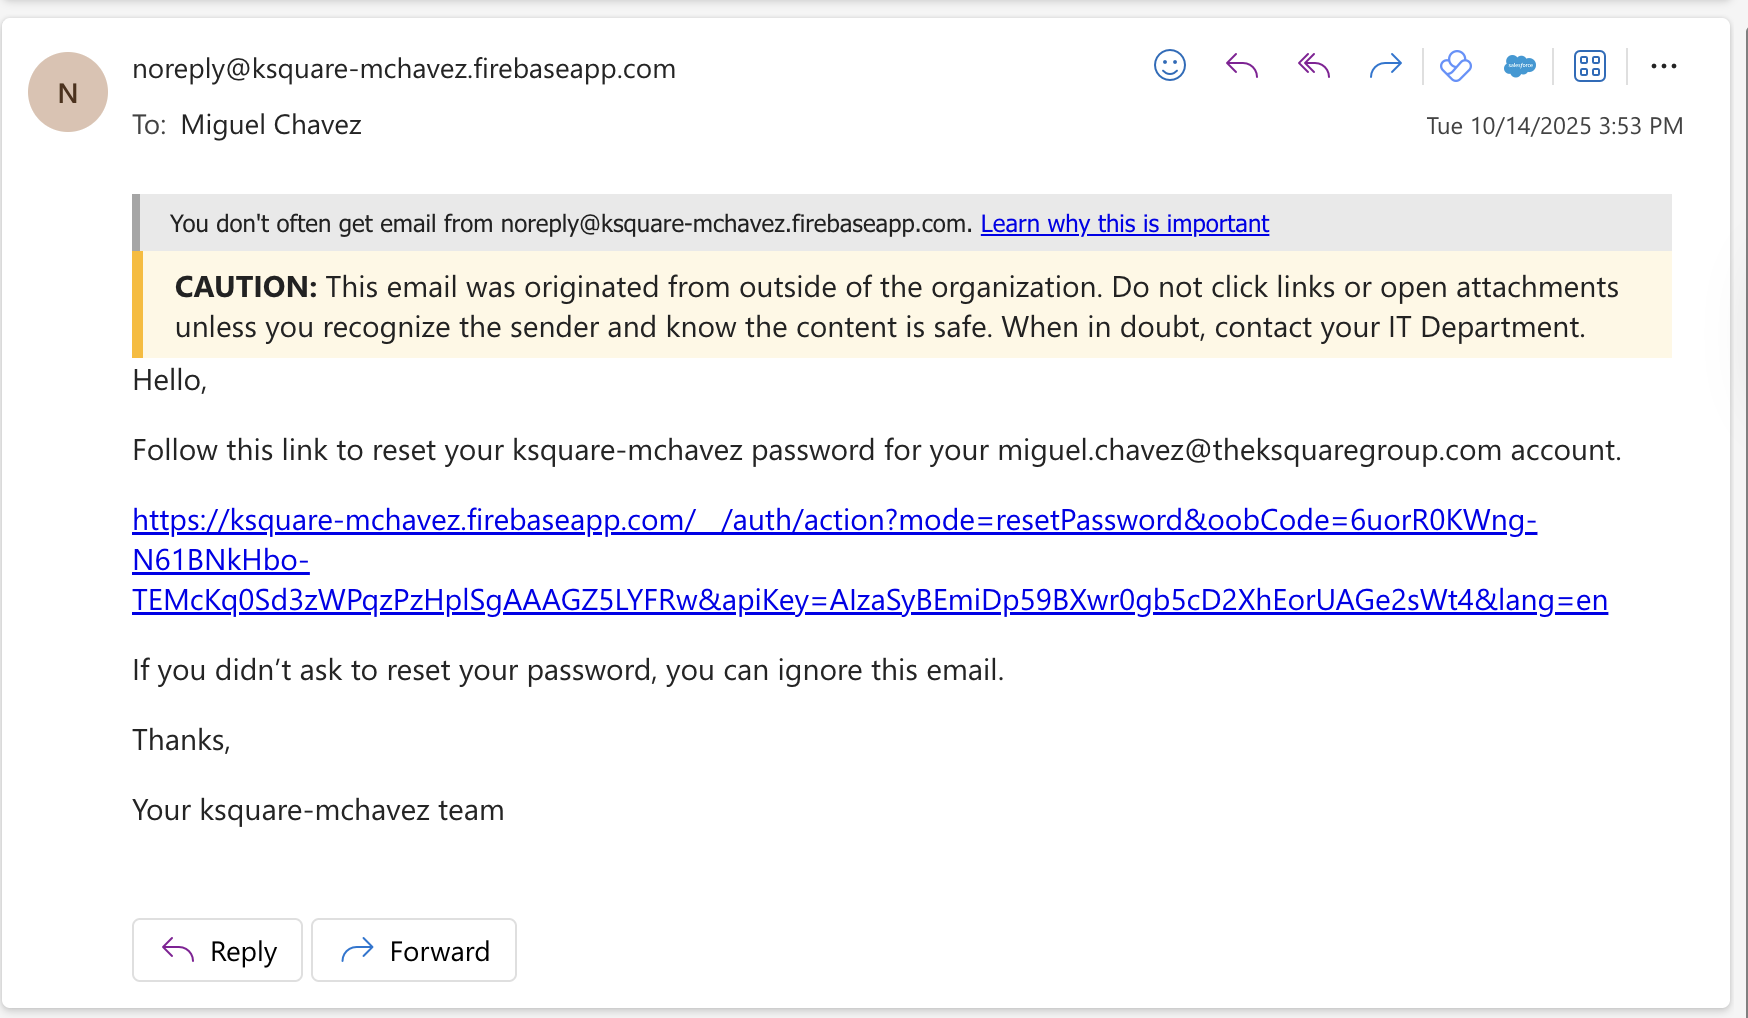 noreply@ksquare-mchavez.firebaseapp.com
N
To: Miguel Chavez
salesforce
Tue 10/14/2025 3:53 PM
You don't often get email from noreply@ksquare-mchavez.firebaseapp.com. Learn why this is important
CAUTION: This email was originated from outside of the organization. Do not click links or open attachments
unless you recognize the sender and know the content is safe. When in doubt, contact your IT Department.
Hello,
Follow this link to reset your ksquare-mchavez password for your miguel.chavez@theksquaregroup.com account.
https://ksquare-mchavez.firebaseapp.com/__/auth/action?mode=resetPassword&oobCode=6uorR0KWng-
N61BNkHbo-
TEMcKq0Sd3zWPqzPzHplSgAAAGZ5LYFRw&apiKey=AIzaSyBEmiDp59BXwr0gb5cD2XhEorUAGe2sWt4&lang=en
If you didn’t ask to reset your password, you can ignore this email.
Thanks,
Your ksquare-mchavez team
Reply
Forward